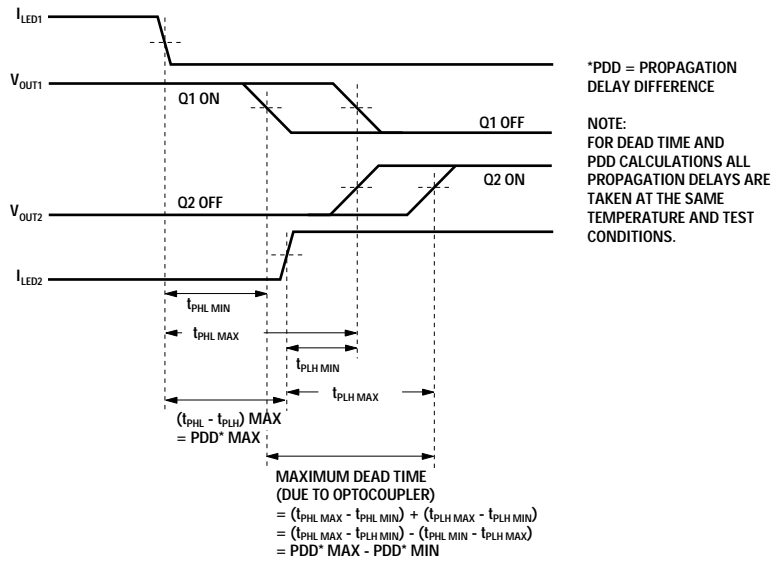 I_LED1
V_OUT1
Q1 ON
Q1 OFF
Q2 ON
Q2 OFF
V_OUT2
I_LED2
t_PHL MIN
t_PHL MAX
t_PLH MIN
t_PLH MAX
(t_PHL - t_PLH) MAX
= PDD* MAX
MAXIMUM DEAD TIME
(DUE TO OPTOCOUPLER)
= (t_PHL MAX - t_PHL MIN) + (t_PLH MAX - t_PLH MIN)
= (t_PHL MAX - t_PLH MIN) - (t_PHL MIN - t_PLH MAX)
= PDD* MAX - PDD* MIN
*PDD = PROPAGATION
DELAY DIFFERENCE
NOTE:
FOR DEAD TIME AND
PDD CALCULATIONS ALL
PROPAGATION DELAYS ARE
TAKEN AT THE SAME
TEMPERATURE AND TEST
CONDITIONS.